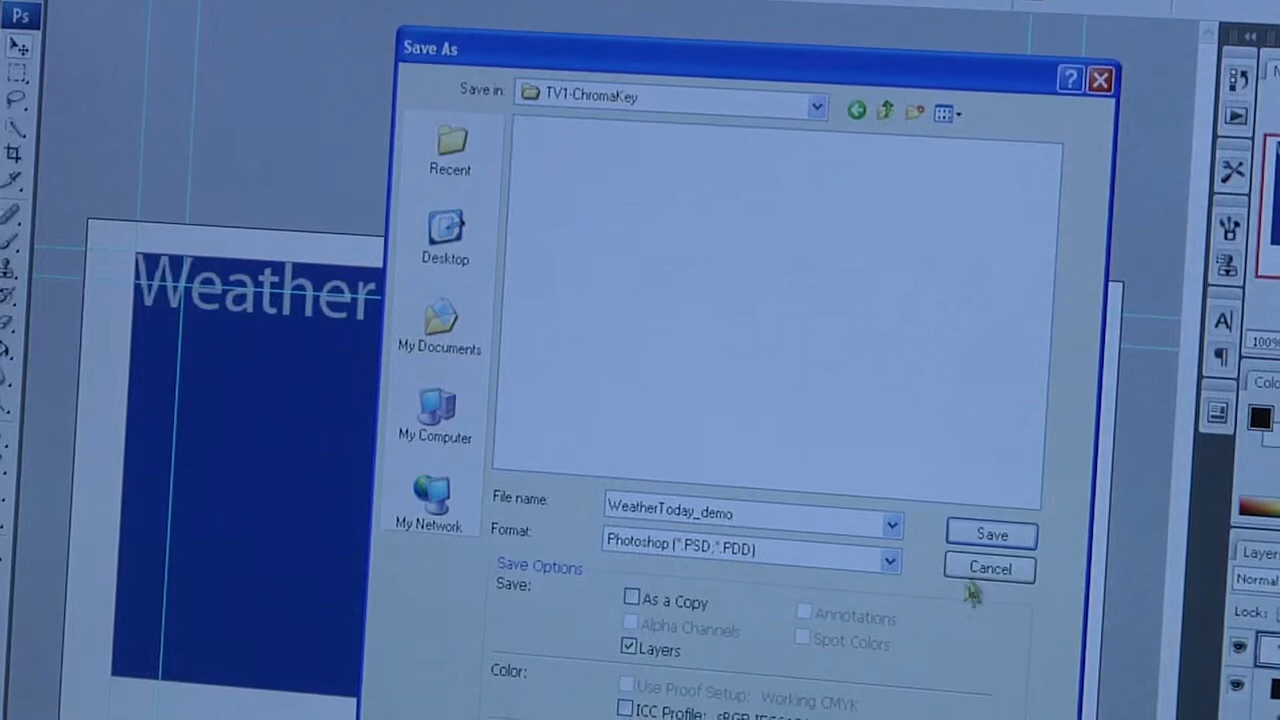 Ps
Save As
Save in:
TV1-ChromaKey
Recent
Desktop
My Documents
My Computer
My Network
Weather
File name:
WeatherToday_demo
Save
Format:
Photoshop (*.PSD;*.PDD)
Cancel
Save Options
Save:
As a Copy
Annotations
Alpha Channels
Spot Colors
Layers
Color:
Use Proof Setup: Working CMYK
ICC Profile:
100%
Layers
Normal
Lock: